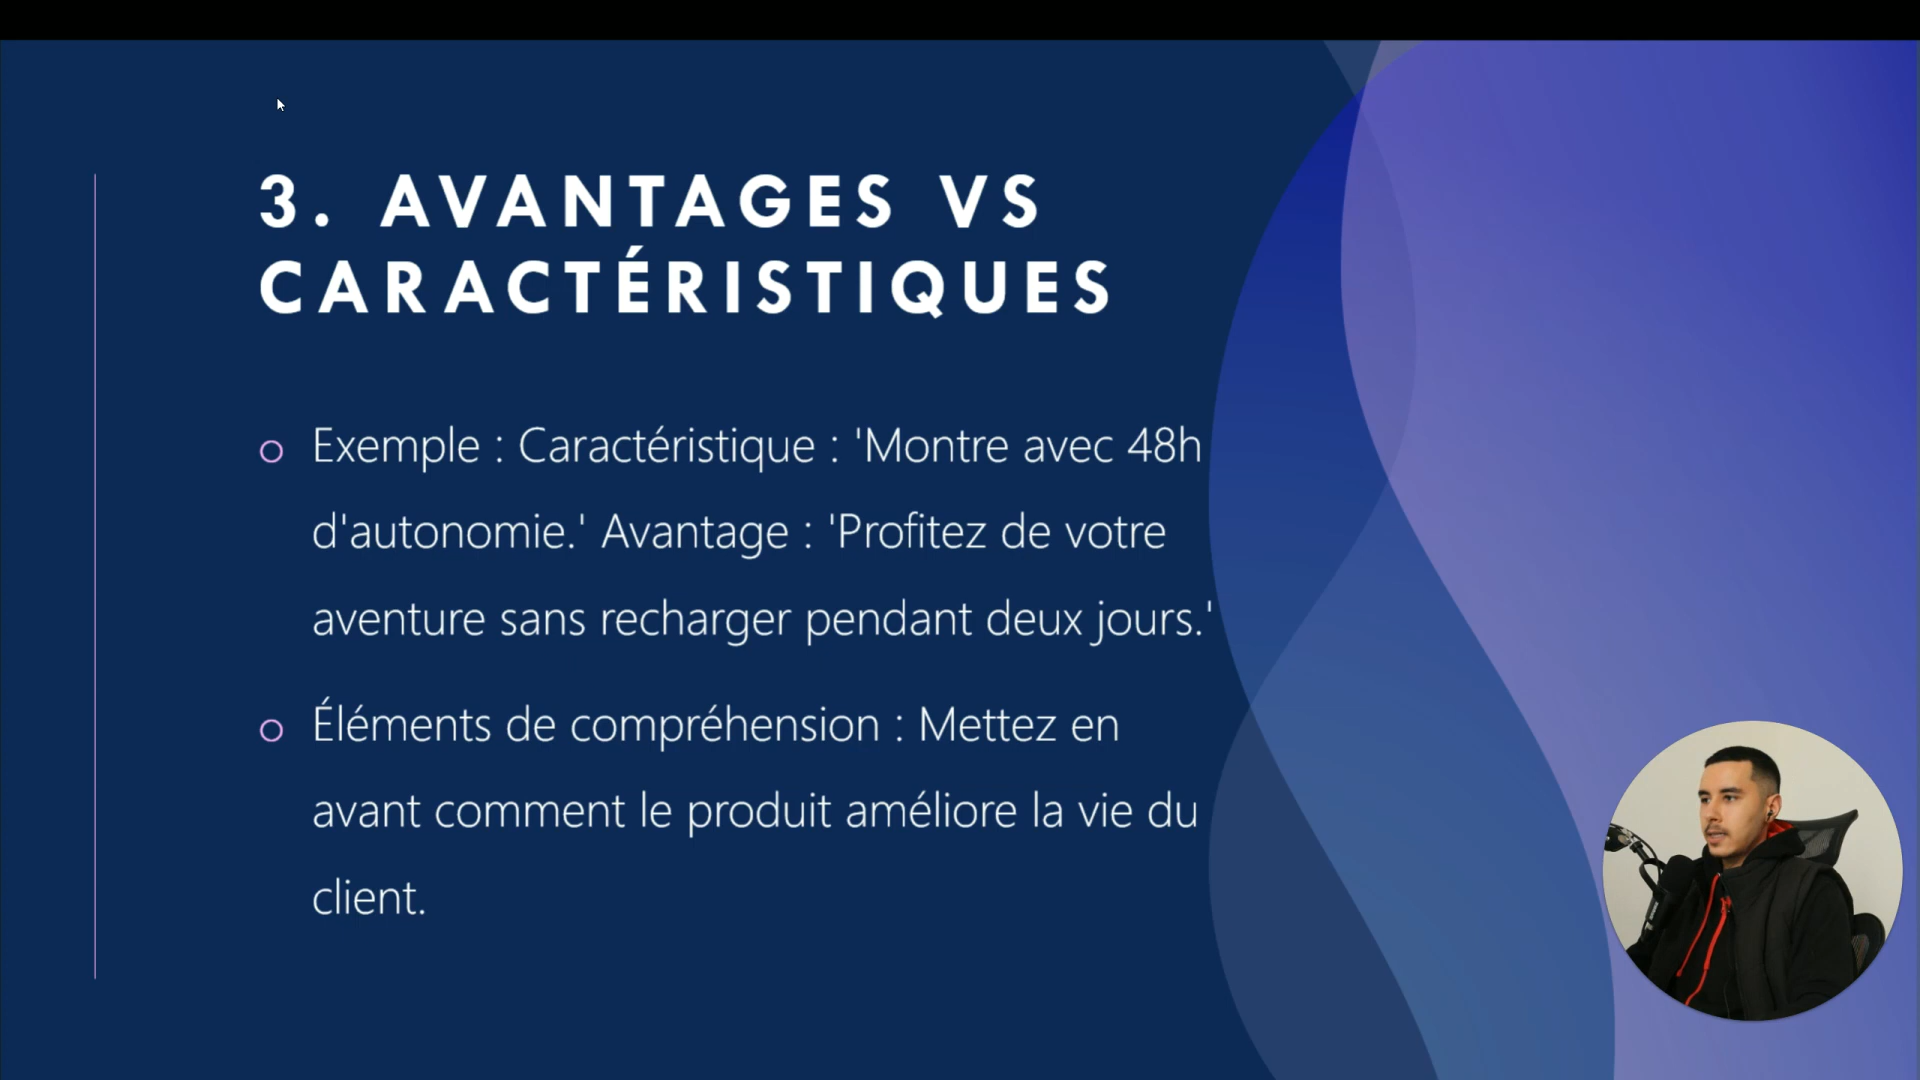 3. AVANTAGES VS
CARACTÉRISTIQUES
o Exemple : Caractéristique : 'Montre avec 48h
d'autonomie.' Avantage : 'Profitez de votre
aventure sans recharger pendant deux jours.'
o Éléments de compréhension : Mettez en
avant comment le produit améliore la vie du
client.